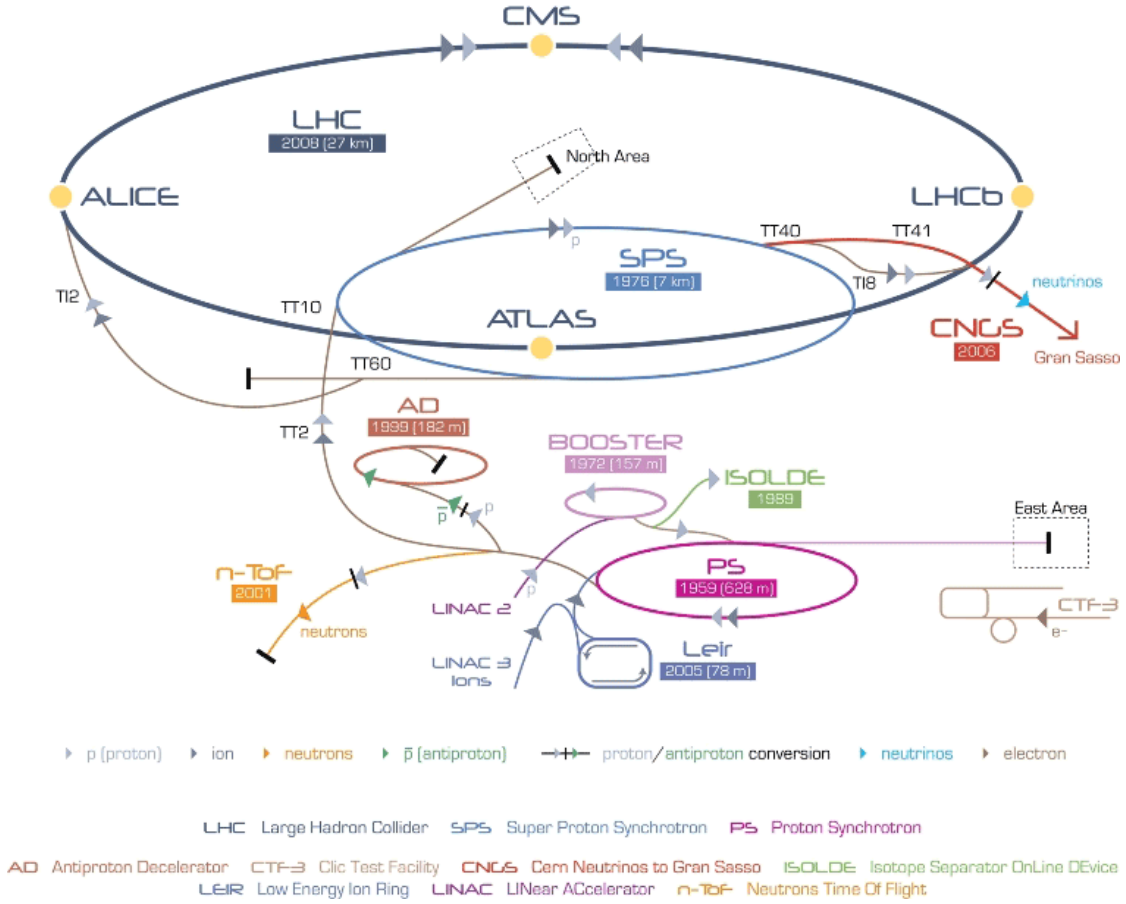 CMS
LHC
2008 (27 km)
North Area
ALICE
LHCb
TT40
TT41
p
SPS
1976 (7 km)
TI2
TT10
TI8
neutrinos
ATLAS
CNGS
2006
Gran Sasso
TT60
TT2
AD
1999 (182 m)
BOOSTER
1972 (157 m)
ISOLDE
1989
p̄
p
East Area
n-ToF
2001
PS
1959 (628 m)
p
LINAC 2
CTF-3
e-
neutrons
LINAC 3
Ions
Leir
2005 (78 m)
p (proton)
ion
neutrons
p̄ (antiproton)
proton/antiproton conversion
neutrinos
electron
LHC Large Hadron Collider SPS Super Proton Synchrotron PS Proton Synchrotron
AD Antiproton Decelerator CTF-3 Clic Test Facility CNGS Cern Neutrinos to Gran Sasso ISOLDE Isotope Separator OnLine DEvice
LEIR Low Energy Ion Ring LINAC LINear ACcelerator n-ToF Neutrons Time Of Flight